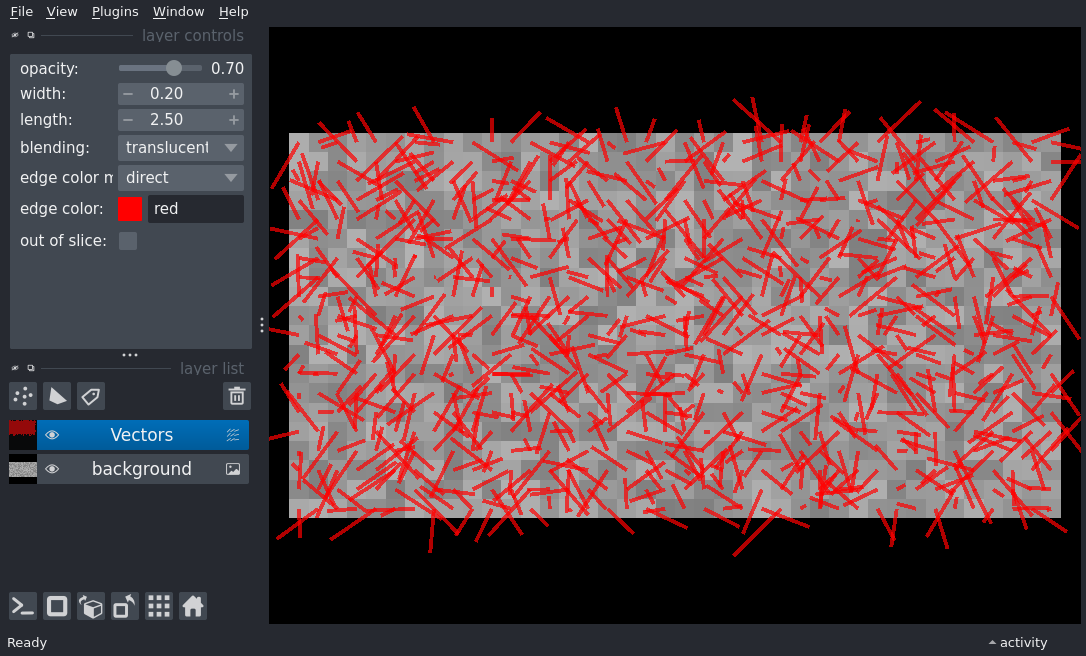 File View Plugins Window Help
layer controls
opacity: 0.70
width: − 0.20 +
length: − 2.50 +
blending: translucent
edge color m direct
edge color: red
out of slice:
layer list
Vectors
background
Ready
activity